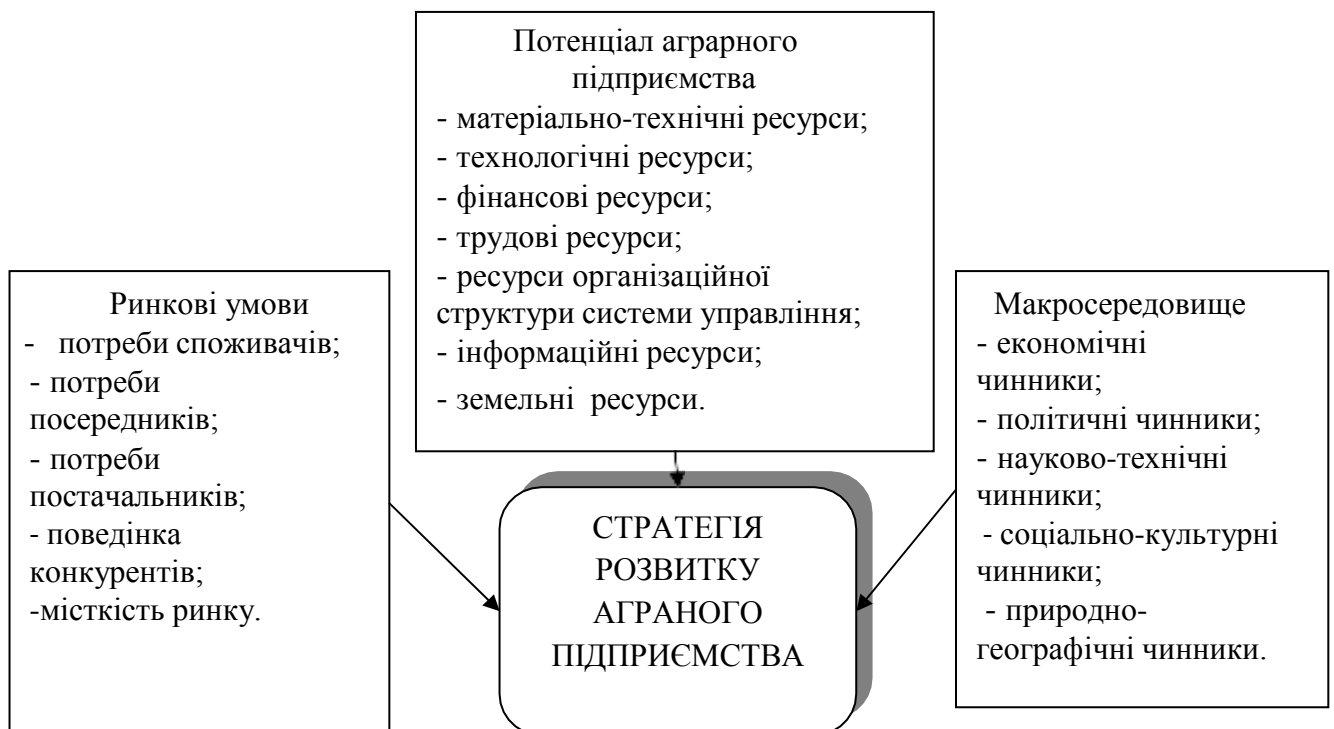 Потенціал аграрного
підприємства
- матеріально-технічні ресурси;
- технологічні ресурси;
- фінансові ресурси;
- трудові ресурси;
- ресурси організаційної
структури системи управління;
- інформаційні ресурси;
- земельні ресурси.
Ринкові умови
- потреби споживачів;
- потреби
посередників;
- потреби
постачальників;
- поведінка
конкурентів;
-місткість ринку.
СТРАТЕГІЯ
РОЗВИТКУ
АГРАНОГО
ПІДПРИЄМСТВА
Макросередовище
- економічні
чинники;
- політичні чинники;
- науково-технічні
чинники;
- соціально-культурні
чинники;
- природно-
географічні чинники.